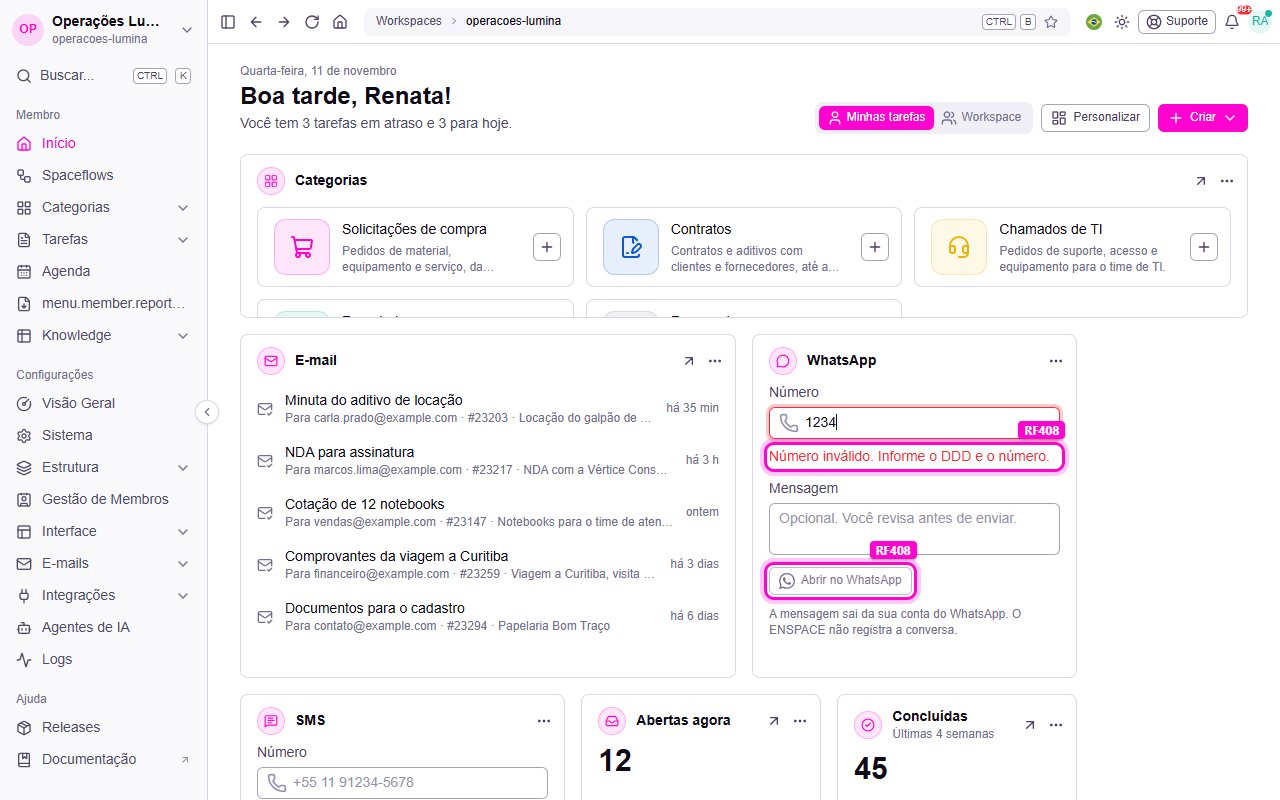 OP
Operações Lu...
operacoes-lumina
Buscar...
CTRL
K
Membro
Início
Spaceflows
Categorias
Tarefas
Agenda
menu.member.report...
Knowledge
Configurações
Visão Geral
Sistema
Estrutura
Gestão de Membros
Interface
E-mails
Integrações
Agentes de IA
Logs
Ajuda
Releases
Documentação
Workspaces
operacoes-lumina
CTRL
B
Suporte
99+
RA
Quarta-feira, 11 de novembro
Boa tarde, Renata!
Você tem 3 tarefas em atraso e 3 para hoje.
Minhas tarefas
Workspace
Personalizar
Criar
Categorias
Solicitações de compra
Pedidos de material,
equipamento e serviço, da...
Contratos
Contratos e aditivos com
clientes e fornecedores, até a...
Chamados de TI
Pedidos de suporte, acesso e
equipamento para o time de TI.
E-mail
Minuta do aditivo de locação
Para carla.prado@example.com · #23203 · Locação do galpão de ...
há 35 min
NDA para assinatura
Para marcos.lima@example.com · #23217 · NDA com a Vértice Cons...
há 3 h
Cotação de 12 notebooks
Para vendas@example.com · #23147 · Notebooks para o time de aten...
ontem
Comprovantes da viagem a Curitiba
Para financeiro@example.com · #23259 · Viagem a Curitiba, visita ...
há 3 dias
Documentos para o cadastro
Para contato@example.com · #23294 · Papelaria Bom Traço
há 6 dias
WhatsApp
Número
1234
RF408
Número inválido. Informe o DDD e o número.
Mensagem
Opcional. Você revisa antes de enviar.
RF408
Abrir no WhatsApp
A mensagem sai da sua conta do WhatsApp. O
ENSPACE não registra a conversa.
SMS
Número
+55 11 91234-5678
Abertas agora
12
Concluídas
Últimas 4 semanas
45